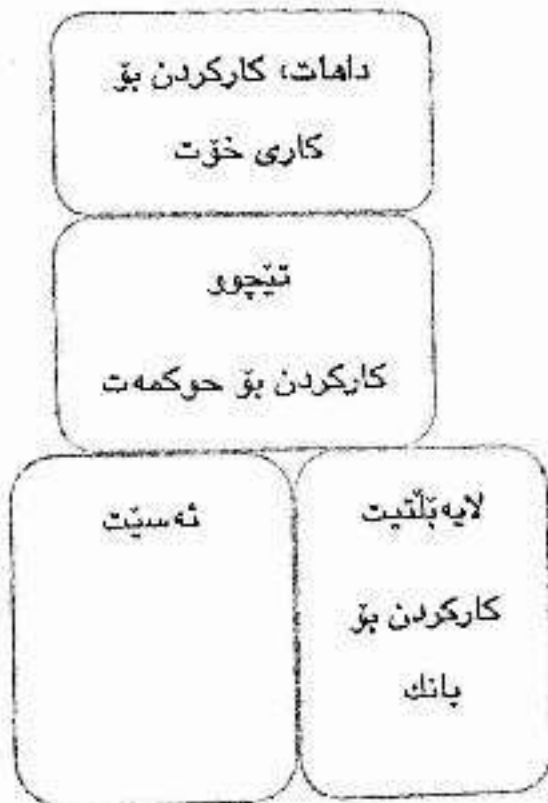 داهات، کارکردن بۆ
کاری خۆت
تێچوو
کارکردن بۆ حوکمەت
لایەبڵتیت
کارکردن بۆ
بانك
ئەسێت